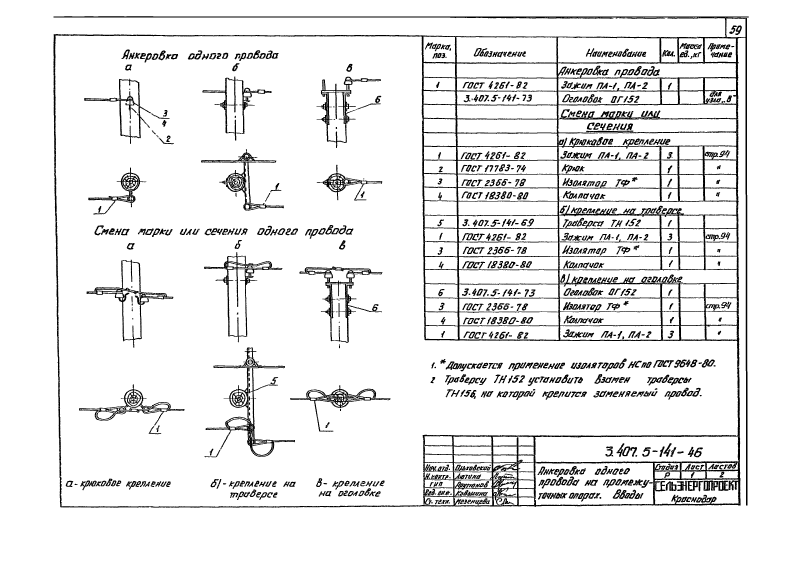 59
Анкеровка одного провода
а б в
3
4
2
6
1 1 1
Смена марки или сечения одного провода
а б в
6
5
1 1 1
а - крюковое крепление
б) - крепление на траверсе
в - крепление на оголовке
Марка, поз. Обозначение Наименование Кол. Масса ед., кг Примечание
Анкеровка провода
1 ГОСТ 4261-82 Зажим ПА-1, ПА-2 1
3.407.5-141-73 Оголовок ОГ152 для узла „в"
Смена марки или
сечения
а) Крюковое крепление
1 ГОСТ 4261-82 Зажим ПА-1, ПА-2 3 стр.94
2 ГОСТ 17783-74 Крюк 1 "
3 ГОСТ 2366-78 Изолятор ТФ* 1 "
4 ГОСТ 18380-80 Колпачок 1 "
б) крепление на траверсе
5 3.407.5-141-69 Траверса ТН152 1
1 ГОСТ 4261-82 Зажим ПА-1, ПА-2 3 стр.94
3 ГОСТ 2366-78 Изолятор ТФ* 1 "
4 ГОСТ 18380-80 Колпачок 1 "
в) крепление на оголовке
6 3.407.5-141-73 Оголовок ОГ152 1
3 ГОСТ 2366-78 Изолятор ТФ* 1 стр.94
4 ГОСТ 18380-80 Колпачок 1 "
1 ГОСТ 4261-82 Зажим ПА-1, ПА-2 3
1. * Допускается применение изоляторов НС по ГОСТ 9648-80.
2 Траверсу ТН152 установить взамен траверсы
ТН156, на которой крепится заменяемый провод.
3.407.5-141-46
Нач.отд.
Н.контр. Лютина
ГИП
Вед. инж. Ковшина
Ст. техн.
Анкеровка одного
провода на промежу-
точных опорах. Вводы
Стадия Лист Листов
Р 1 2
СЕЛЬЭНЕРГОПРОЕКТ
Краснодар